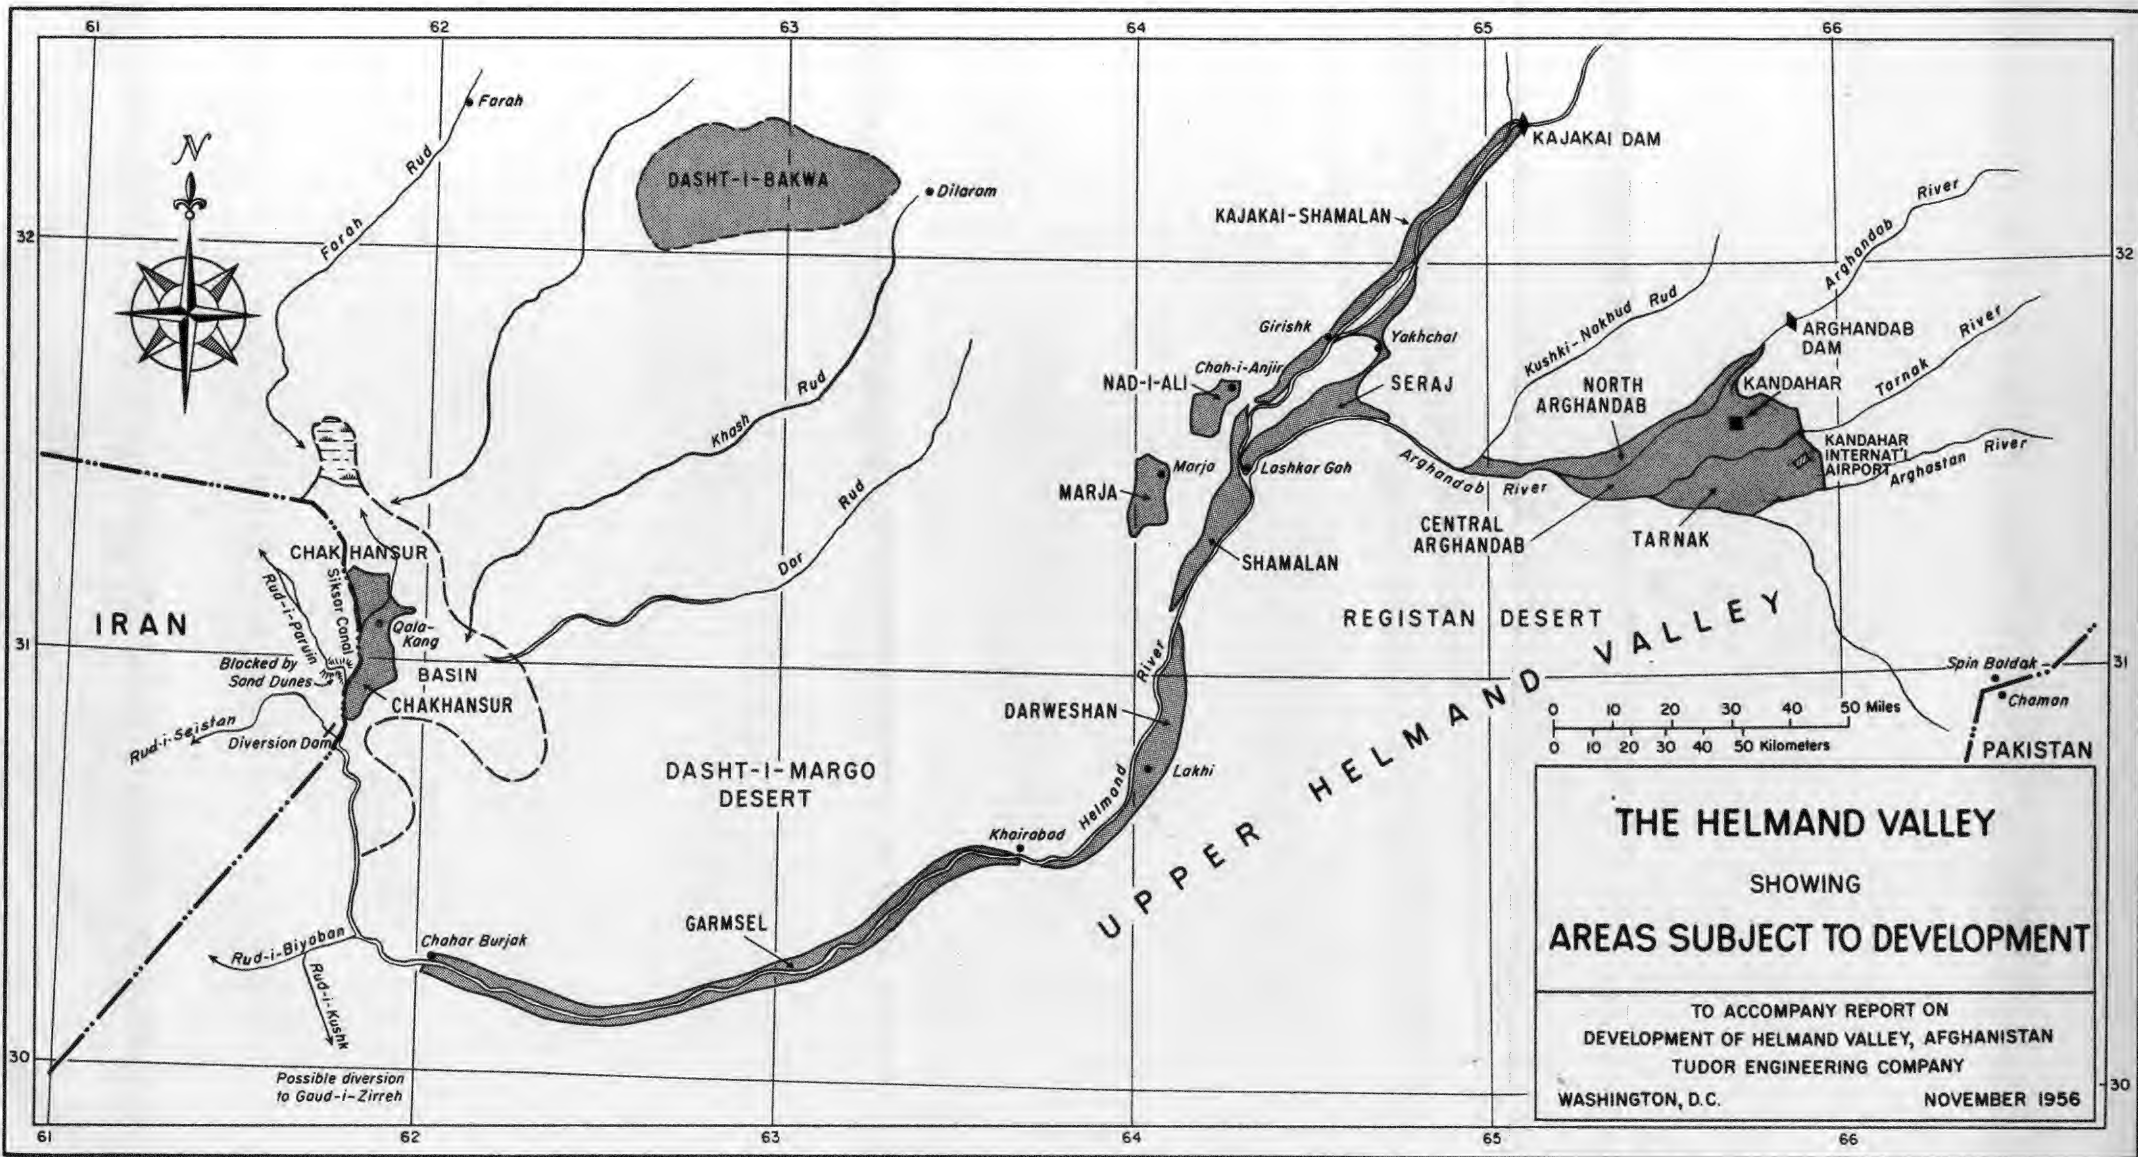 61 62 63 64 65 66
N
Farah
Farah Rud
DASHT-I-BAKWA
Dilaram
KAJAKAI DAM
KAJAKAI-SHAMALAN
Arghandab River
32
32
Girishk
Yakhchal
Kushki-Nakhud Rud
ARGHANDAB
DAM
Tarnak River
Chah-i-Anjir
NAD-I-ALI
SERAJ
NORTH
ARGHANDAB
KANDAHAR
Khash Rud
KANDAHAR
INTERNAT'L
AIRPORT
Arghastan River
Marja
MARJA
Lashkar Gah
Arghandab River
CENTRAL
ARGHANDAB
TARNAK
SHAMALAN
Dor Rud
CHAKHANSUR
Siksar Canal
Rud-i-Parwin
IRAN
Qala-
Kang
REGISTAN DESERT
31
31
Blocked by
Sand Dunes
BASIN
CHAKHANSUR
Rud-i-Seistan
Diversion Dam
Helmand River
DARWESHAN
Lakhi
UPPER HELMAND VALLEY
Spin Baldak
Chaman
PAKISTAN
0 10 20 30 40 50 Miles
0 10 20 30 40 50 Kilometers
DASHT-I-MARGO
DESERT
Khairabad
GARMSEL
Chahar Burjak
Rud-i-Biyaban
Rud-i-Kushk
30
30
Possible diversion
to Gaud-i-Zirreh
THE HELMAND VALLEY
SHOWING
AREAS SUBJECT TO DEVELOPMENT
TO ACCOMPANY REPORT ON
DEVELOPMENT OF HELMAND VALLEY, AFGHANISTAN
TUDOR ENGINEERING COMPANY
WASHINGTON, D.C. NOVEMBER 1956
61 62 63 64 65 66